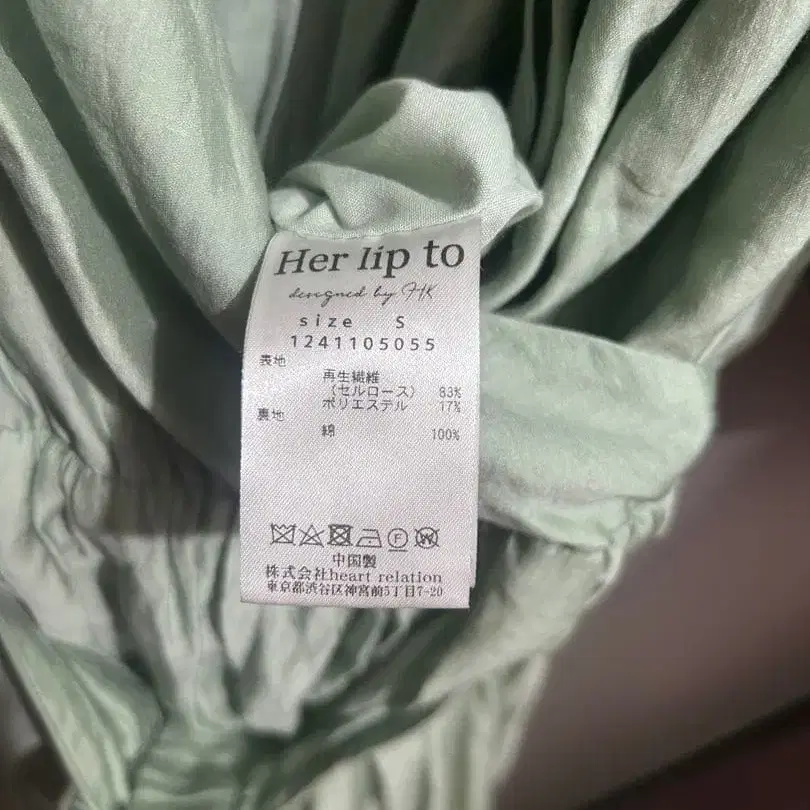 Her lip to
designed by HK
size S
1241105055
表地
再生繊維
(セルロース) 83%
ポリエステル 17%
裏地
綿 100%
中国製
株式会社heart relation
東京都渋谷区神宮前5丁目7-20